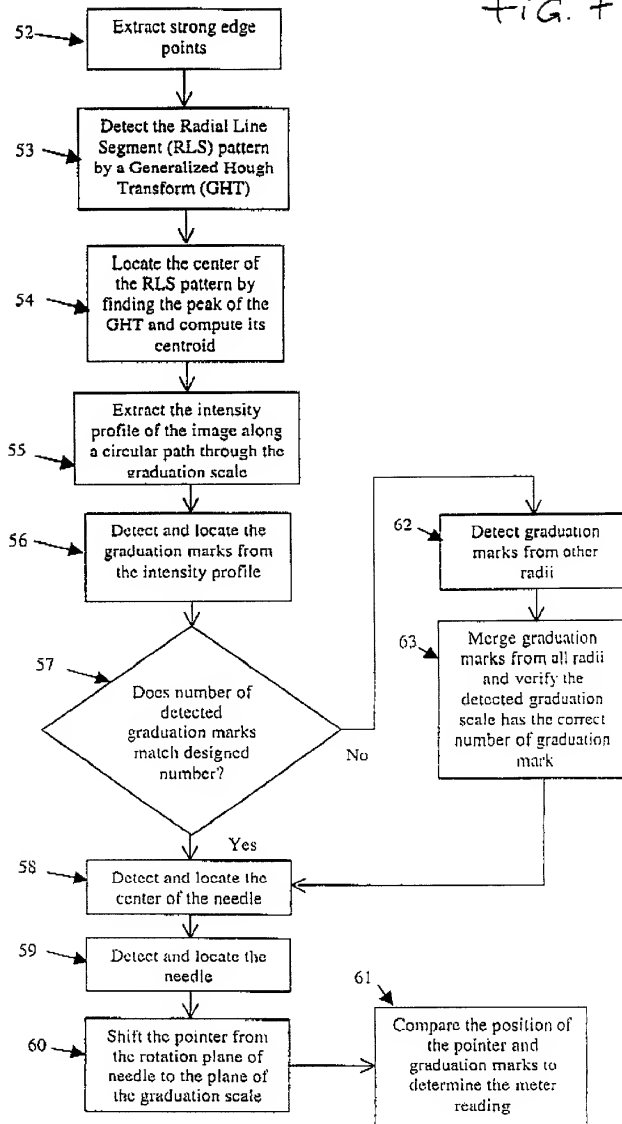 FIG. 7
52
Extract strong edge
points
53
Detect the Radial Line
Segment (RLS) pattern
by a Generalized Hough
Transform (GHT)
54
Locate the center of
the RLS pattern by
finding the peak of the
GHT and compute its
centroid
55
Extract the intensity
profile of the image along
a circular path through the
graduation scale
56
Detect and locate the
graduation marks from
the intensity profile
57
Does number of
detected
graduation marks
match designed
number?
No
Yes
62
Detect graduation
marks from other
radii
63
Merge graduation
marks from all radii
and verify the
detected graduation
scale has the correct
number of graduation
mark
58
Detect and locate the
center of the needle
59
Detect and locate the
needle
60
Shift the pointer from
the rotation plane of
needle to the plane of
the graduation scale
61
Compare the position of
the pointer and
graduation marks to
determine the meter
reading